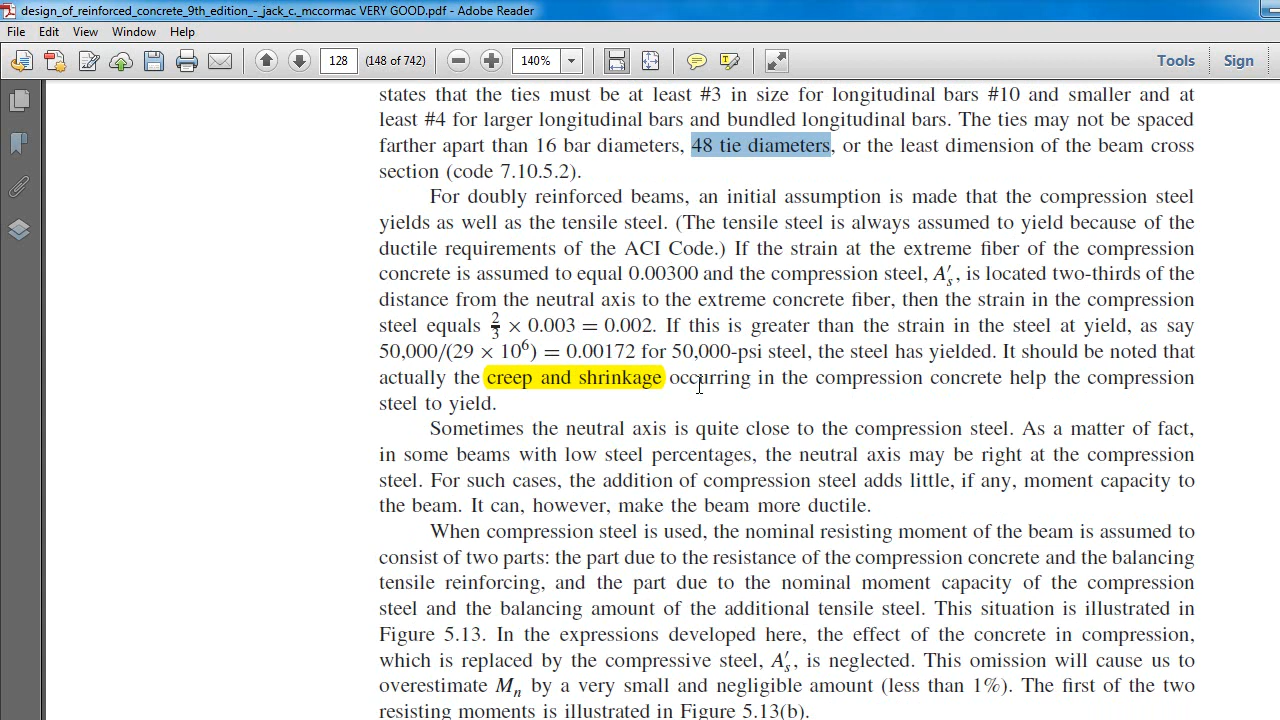 design_of_reinforced_concrete_9th_edition_-_jack_c._mccormac VERY GOOD.pdf - Adobe Reader
File Edit View Window Help
128 (148 of 742) 140% Tools Sign
states that the ties must be at least #3 in size for longitudinal bars #10 and smaller and at
least #4 for larger longitudinal bars and bundled longitudinal bars. The ties may not be spaced
farther apart than 16 bar diameters, 48 tie diameters, or the least dimension of the beam cross
section (code 7.10.5.2).
For doubly reinforced beams, an initial assumption is made that the compression steel
yields as well as the tensile steel. (The tensile steel is always assumed to yield because of the
ductile requirements of the ACI Code.) If the strain at the extreme fiber of the compression
concrete is assumed to equal 0.00300 and the compression steel, A′s, is located two-thirds of the
distance from the neutral axis to the extreme concrete fiber, then the strain in the compression
steel equals 2/3 × 0.003 = 0.002. If this is greater than the strain in the steel at yield, as say
50,000/(29 × 10⁶) = 0.00172 for 50,000-psi steel, the steel has yielded. It should be noted that
actually the creep and shrinkage occurring in the compression concrete help the compression
steel to yield.
Sometimes the neutral axis is quite close to the compression steel. As a matter of fact,
in some beams with low steel percentages, the neutral axis may be right at the compression
steel. For such cases, the addition of compression steel adds little, if any, moment capacity to
the beam. It can, however, make the beam more ductile.
When compression steel is used, the nominal resisting moment of the beam is assumed to
consist of two parts: the part due to the resistance of the compression concrete and the balancing
tensile reinforcing, and the part due to the nominal moment capacity of the compression
steel and the balancing amount of the additional tensile steel. This situation is illustrated in
Figure 5.13. In the expressions developed here, the effect of the concrete in compression,
which is replaced by the compressive steel, A′s, is neglected. This omission will cause us to
overestimate Mn by a very small and negligible amount (less than 1%). The first of the two
resisting moments is illustrated in Figure 5.13(b).